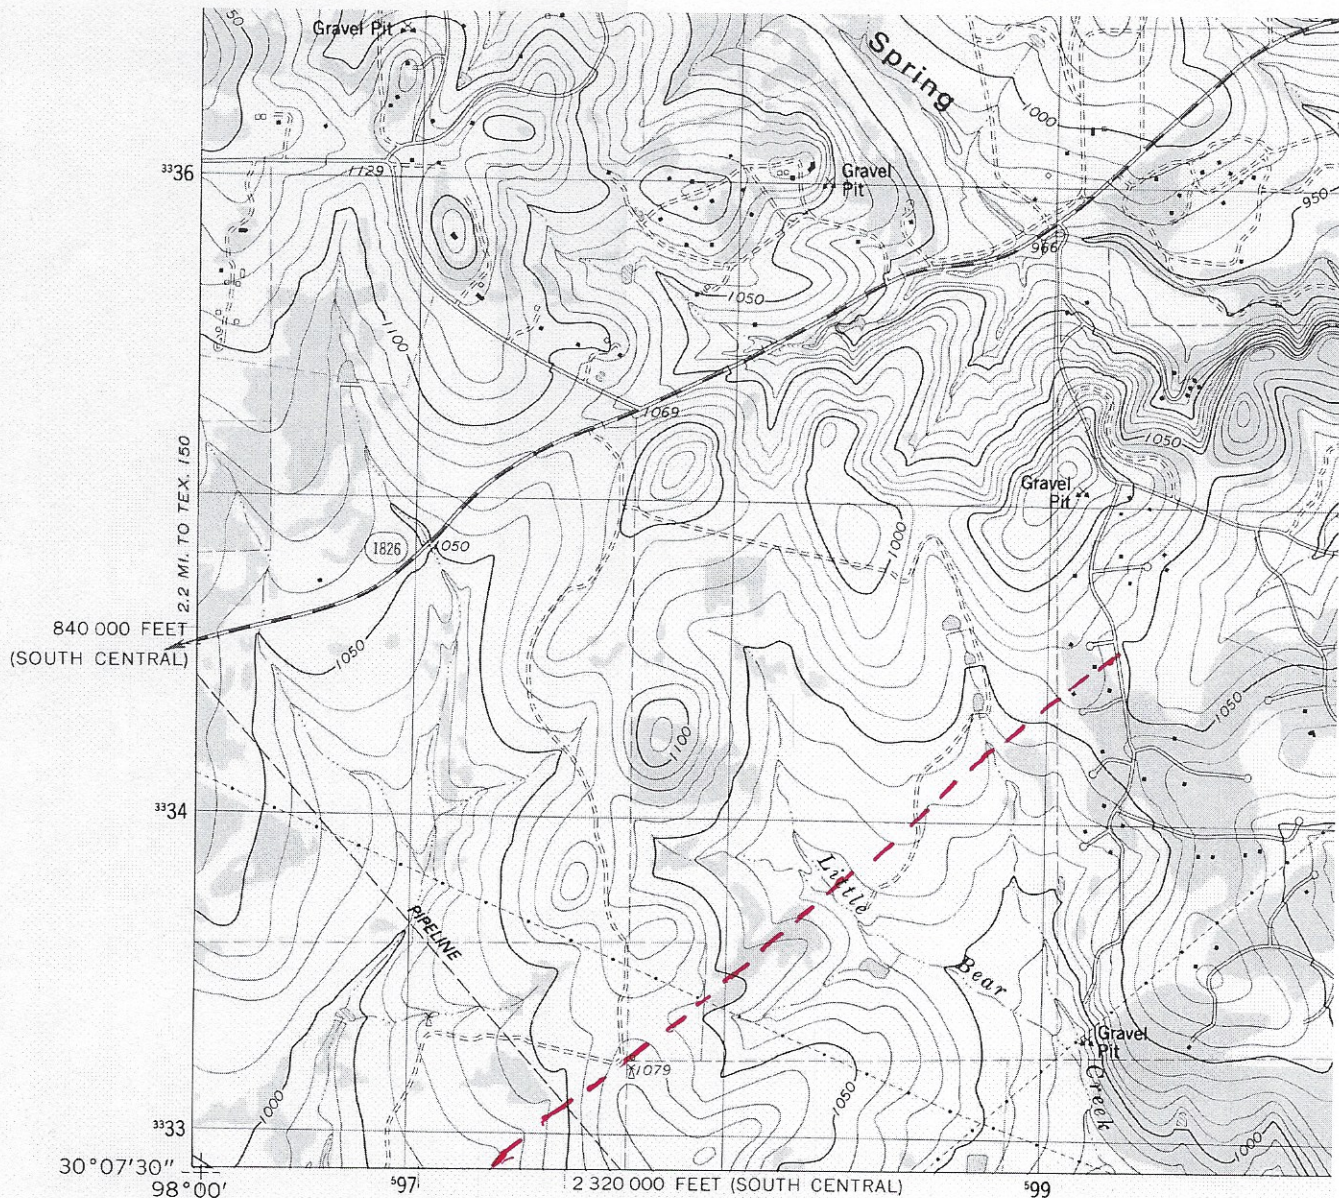 50
Gravel Pit
Spring
1000
³³36
1129
Gravel
Pit
950
966
1050
1100
1069
1050
Gravel
Pit
1000
2.2 MI. TO TEX. 150
1826
1050
840 000 FEET
(SOUTH CENTRAL)
1050
1050
1100
³³34
Little
PIPELINE
Bear
Gravel
Pit
1079
1050
Creek
1000
³³33
1000
30°07'30"
98°00'
⁵97
2 320 000 FEET (SOUTH CENTRAL)
⁵99